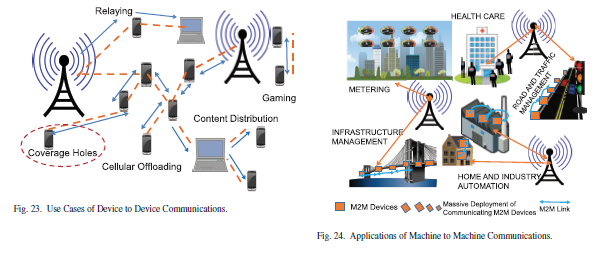 Relaying
Gaming
Content Distribution
Coverage Holes
Cellular Offloading
Fig. 23. Use Cases of Device to Device Communications.
HEALTH CARE
METERING
ROAD AND TRAFFIC
MANAGEMENT
INFRASTRUCTURE
MANAGEMENT
HOME AND INDUSTRY
AUTOMATION
M2M Devices
Massive Deployment of
Communicating M2M Devices
M2M Link
Fig. 24. Applications of Machine to Machine Communications.